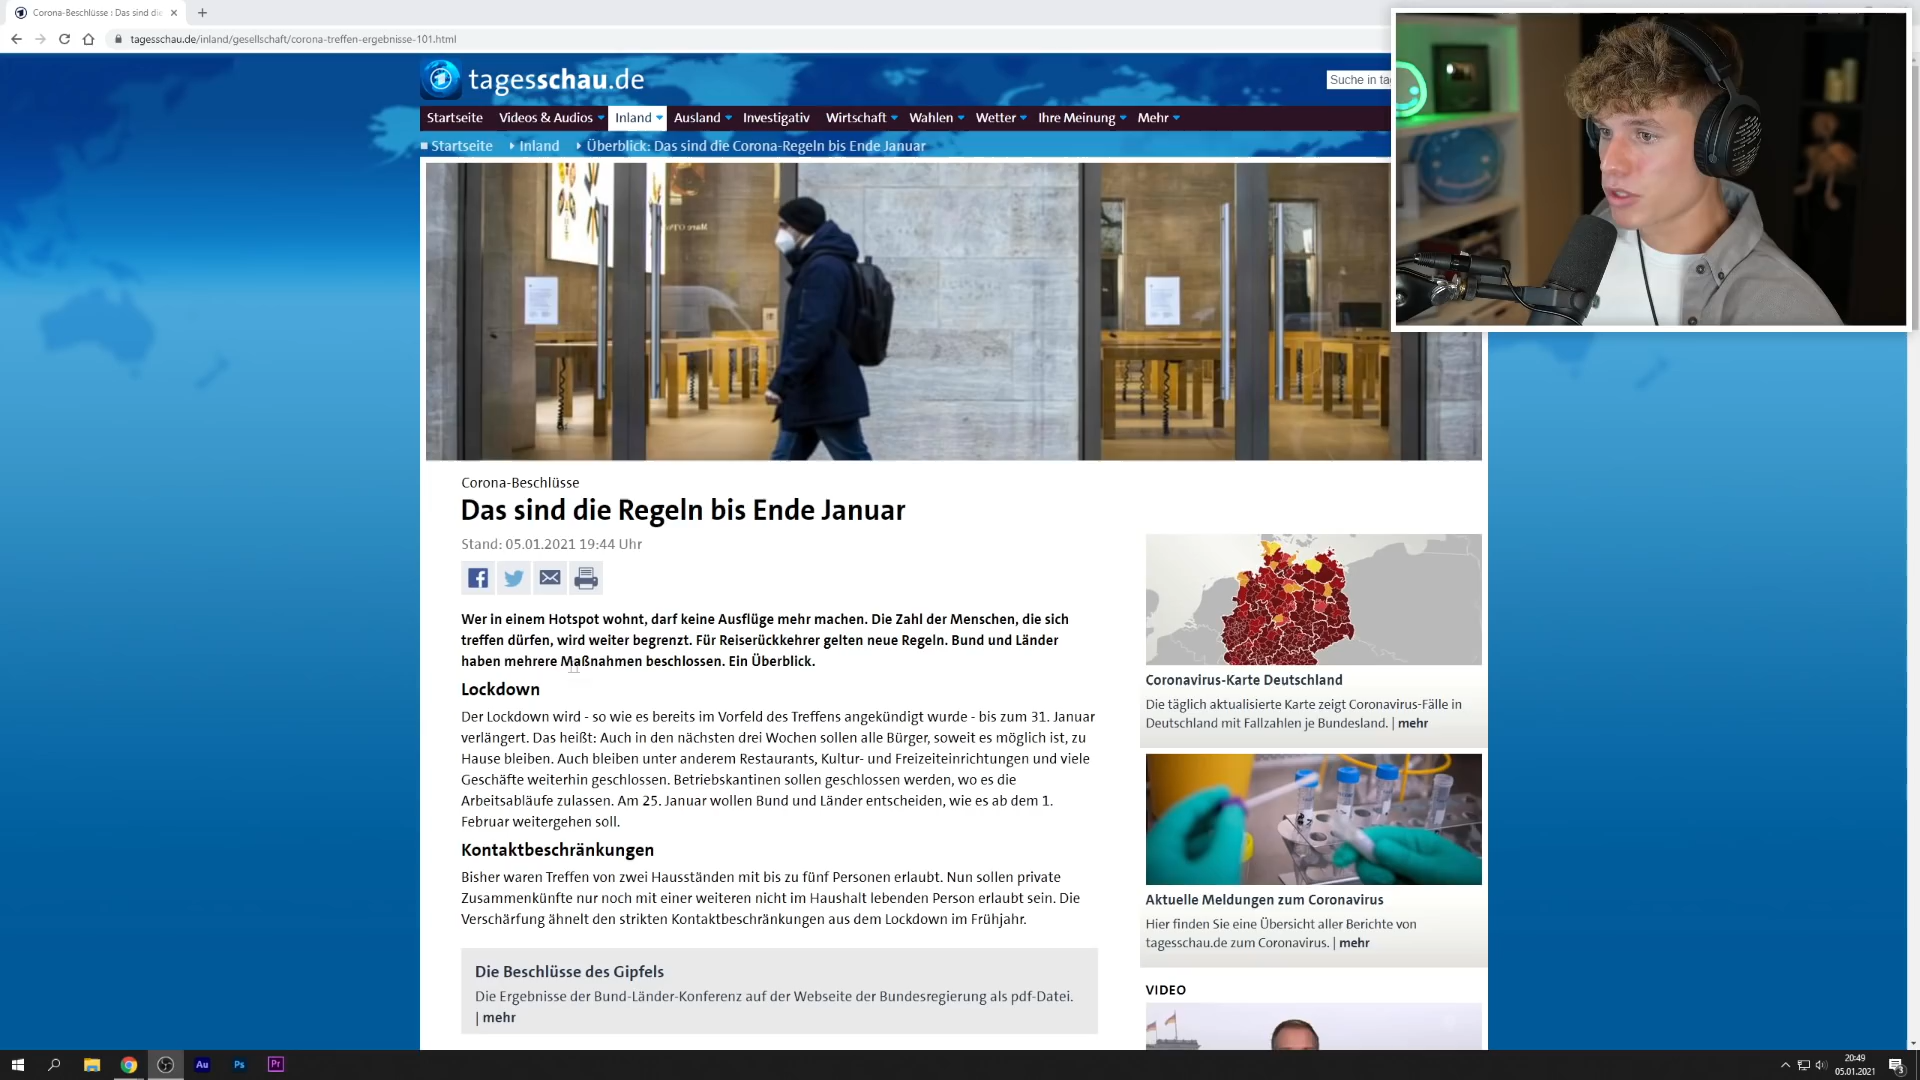 Corona-Beschlüsse : Das sind die
tagesschau.de/inland/gesellschaft/corona-treffen-ergebnisse-101.html
tagesschau.de
Suche in
Startseite Videos & Audios Inland Ausland Investigativ Wirtschaft Wahlen Wetter Ihre Meinung Mehr
Startseite Inland Überblick: Das sind die Corona-Regeln bis Ende Januar
Corona-Beschlüsse
Das sind die Regeln bis Ende Januar
Stand: 05.01.2021 19:44 Uhr
Wer in einem Hotspot wohnt, darf keine Ausflüge mehr machen. Die Zahl der Menschen, die sich
treffen dürfen, wird weiter begrenzt. Für Reiserückkehrer gelten neue Regeln. Bund und Länder
haben mehrere Maßnahmen beschlossen. Ein Überblick.
Lockdown
Der Lockdown wird - so wie es bereits im Vorfeld des Treffens angekündigt wurde - bis zum 31. Januar
verlängert. Das heißt: Auch in den nächsten drei Wochen sollen alle Bürger, soweit es möglich ist, zu
Hause bleiben. Auch bleiben unter anderem Restaurants, Kultur- und Freizeiteinrichtungen und viele
Geschäfte weiterhin geschlossen. Betriebskantinen sollen geschlossen werden, wo es die
Arbeitsabläufe zulassen. Am 25. Januar wollen Bund und Länder entscheiden, wie es ab dem 1.
Februar weitergehen soll.
Kontaktbeschränkungen
Bisher waren Treffen von zwei Hausständen mit bis zu fünf Personen erlaubt. Nun sollen private
Zusammenkünfte nur noch mit einer weiteren nicht im Haushalt lebenden Person erlaubt sein. Die
Verschärfung ähnelt den strikten Kontaktbeschränkungen aus dem Lockdown im Frühjahr.
Die Beschlüsse des Gipfels
Die Ergebnisse der Bund-Länder-Konferenz auf der Webseite der Bundesregierung als pdf-Datei.
| mehr
Coronavirus-Karte Deutschland
Die täglich aktualisierte Karte zeigt Coronavirus-Fälle in
Deutschland mit Fallzahlen je Bundesland. | mehr
Aktuelle Meldungen zum Coronavirus
Hier finden Sie eine Übersicht aller Berichte von
tagesschau.de zum Coronavirus. | mehr
VIDEO
Au Ps Pr
20:49
05.01.2021
3